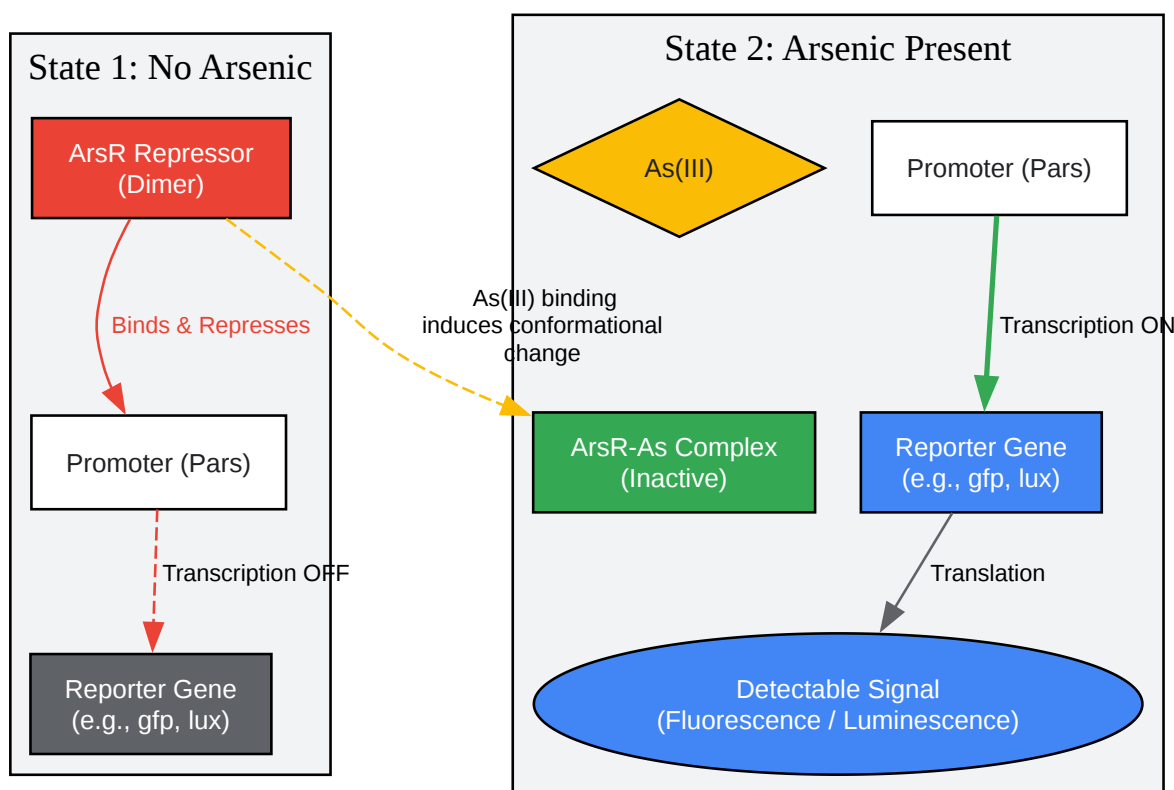 State 1: No Arsenic
ArsR Repressor
(Dimer)
Binds & Represses
Promoter (Pars)
Transcription OFF
Reporter Gene
(e.g., gfp, lux)
As(III) binding
induces conformational
change
State 2: Arsenic Present
As(III)
Promoter (Pars)
Transcription ON
ArsR-As Complex
(Inactive)
Reporter Gene
(e.g., gfp, lux)
Translation
Detectable Signal
(Fluorescence / Luminescence)